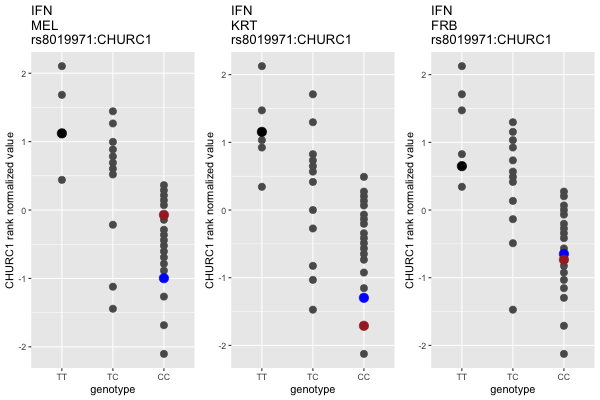 IFN
MEL
rs8019971:CHURC1
CHURC1 rank normalized value
2
1
0
-1
-2
TT TC CC
genotype
IFN
KRT
rs8019971:CHURC1
CHURC1 rank normalized value
2
1
0
-1
-2
TT TC CC
genotype
IFN
FRB
rs8019971:CHURC1
CHURC1 rank normalized value
2
1
0
-1
-2
TT TC CC
genotype